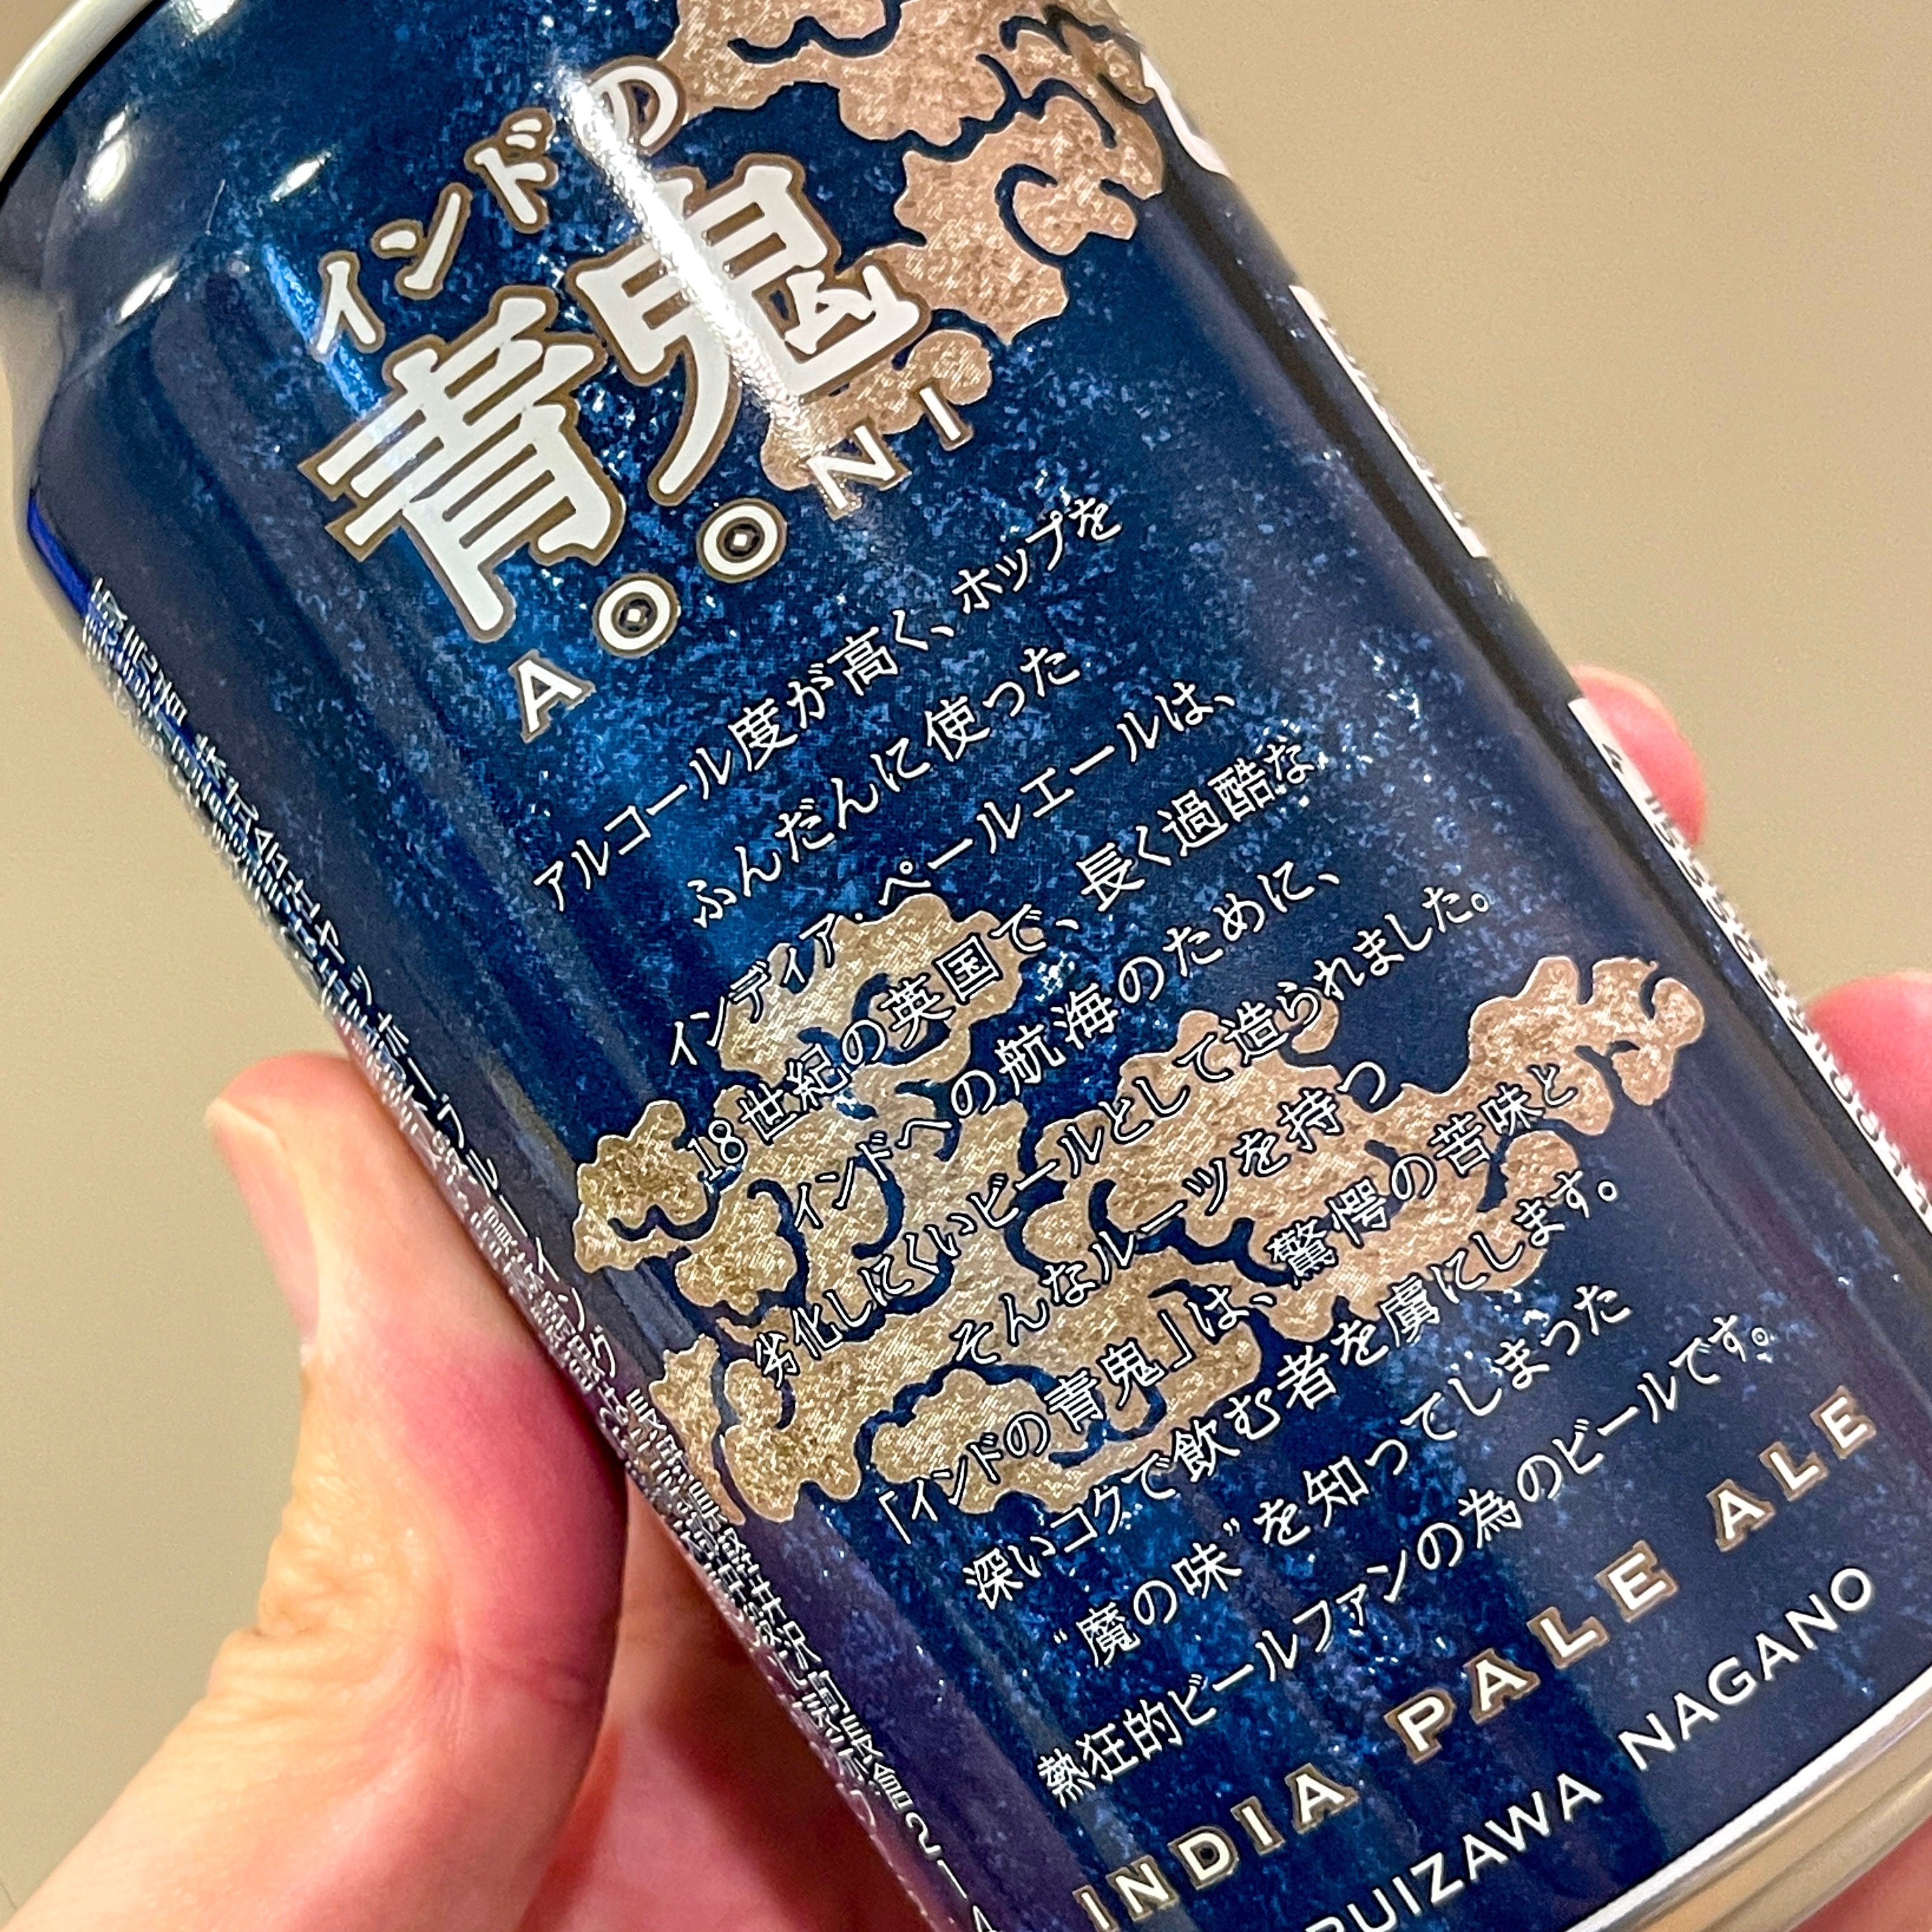 インドの
青鬼
AOONI
アルコール度が高く、ホップを
ふんだんに使った
インディア・ペールエールは、
18世紀の英国で、長く過酷な
インドへの航海のために、
劣化しにくいビールとして造られました。
そんなルーツを持つ
「インドの青鬼」は、驚愕の苦味と
深いコクで飲む者を虜にします。
“魔の味”を知ってしまった
熱狂的ビールファンの為のビールです。
INDIA PALE ALE
RUIZAWA NAGANO